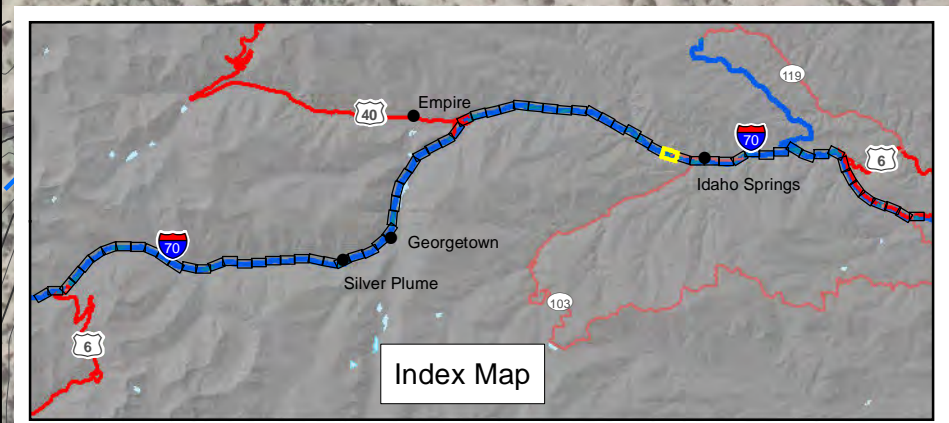 119
Empire
40
70
6
Idaho Springs
Georgetown
70
Silver Plume
103
6
Index Map